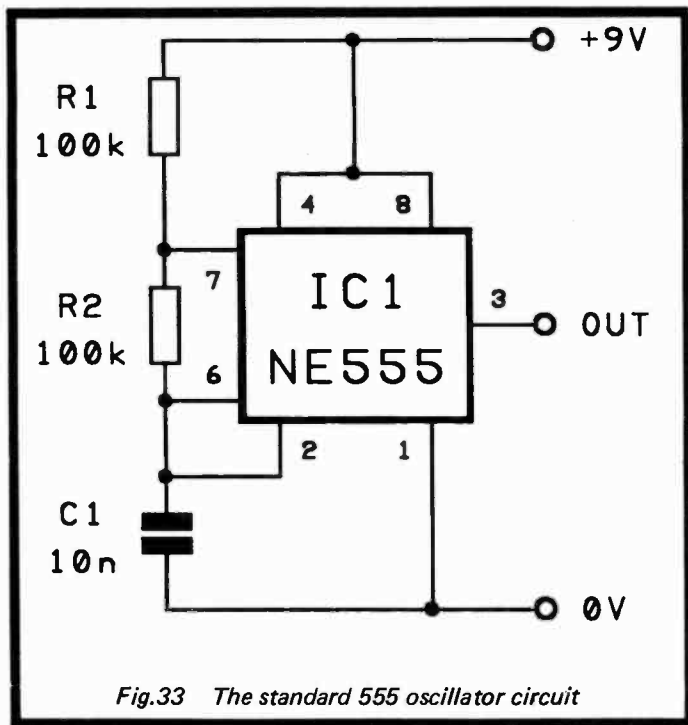 +9V
R1
100k
4 8
7
IC1
3
R2
OUT
100k
NE555
6
2 1
C1
10n
0V
Fig.33 The standard 555 oscillator circuit